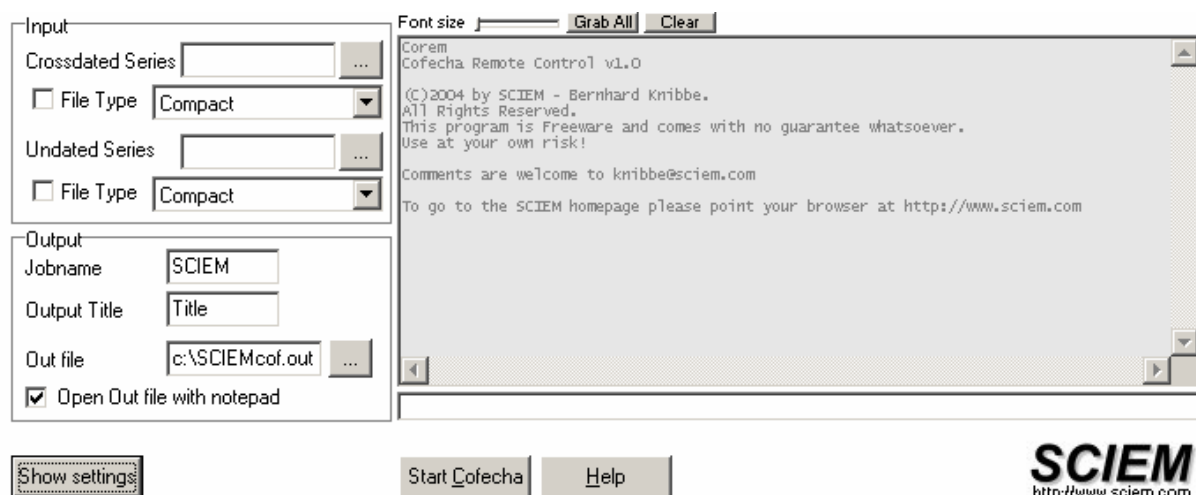 Input
Crossdated Series
...
File Type
Compact
Undated Series
...
File Type
Compact
Output
Jobname
SCIEM
Output Title
Title
Out file
c:\SCIEMcof.out
...
Open Out file with notepad
Show settings
Font size
Grab All
Clear
Corem
Cofecha Remote Control v1.0
(C)2004 by SCIEM - Bernhard Knibbe.
All Rights Reserved.
This program is Freeware and comes with no guarantee whatsoever.
Use at your own risk!
Comments are welcome to knibbe@sciem.com
To go to the SCIEM homepage please point your browser at http://www.sciem.com
Start Cofecha
Help
SCIEM
http://www.sciem.com